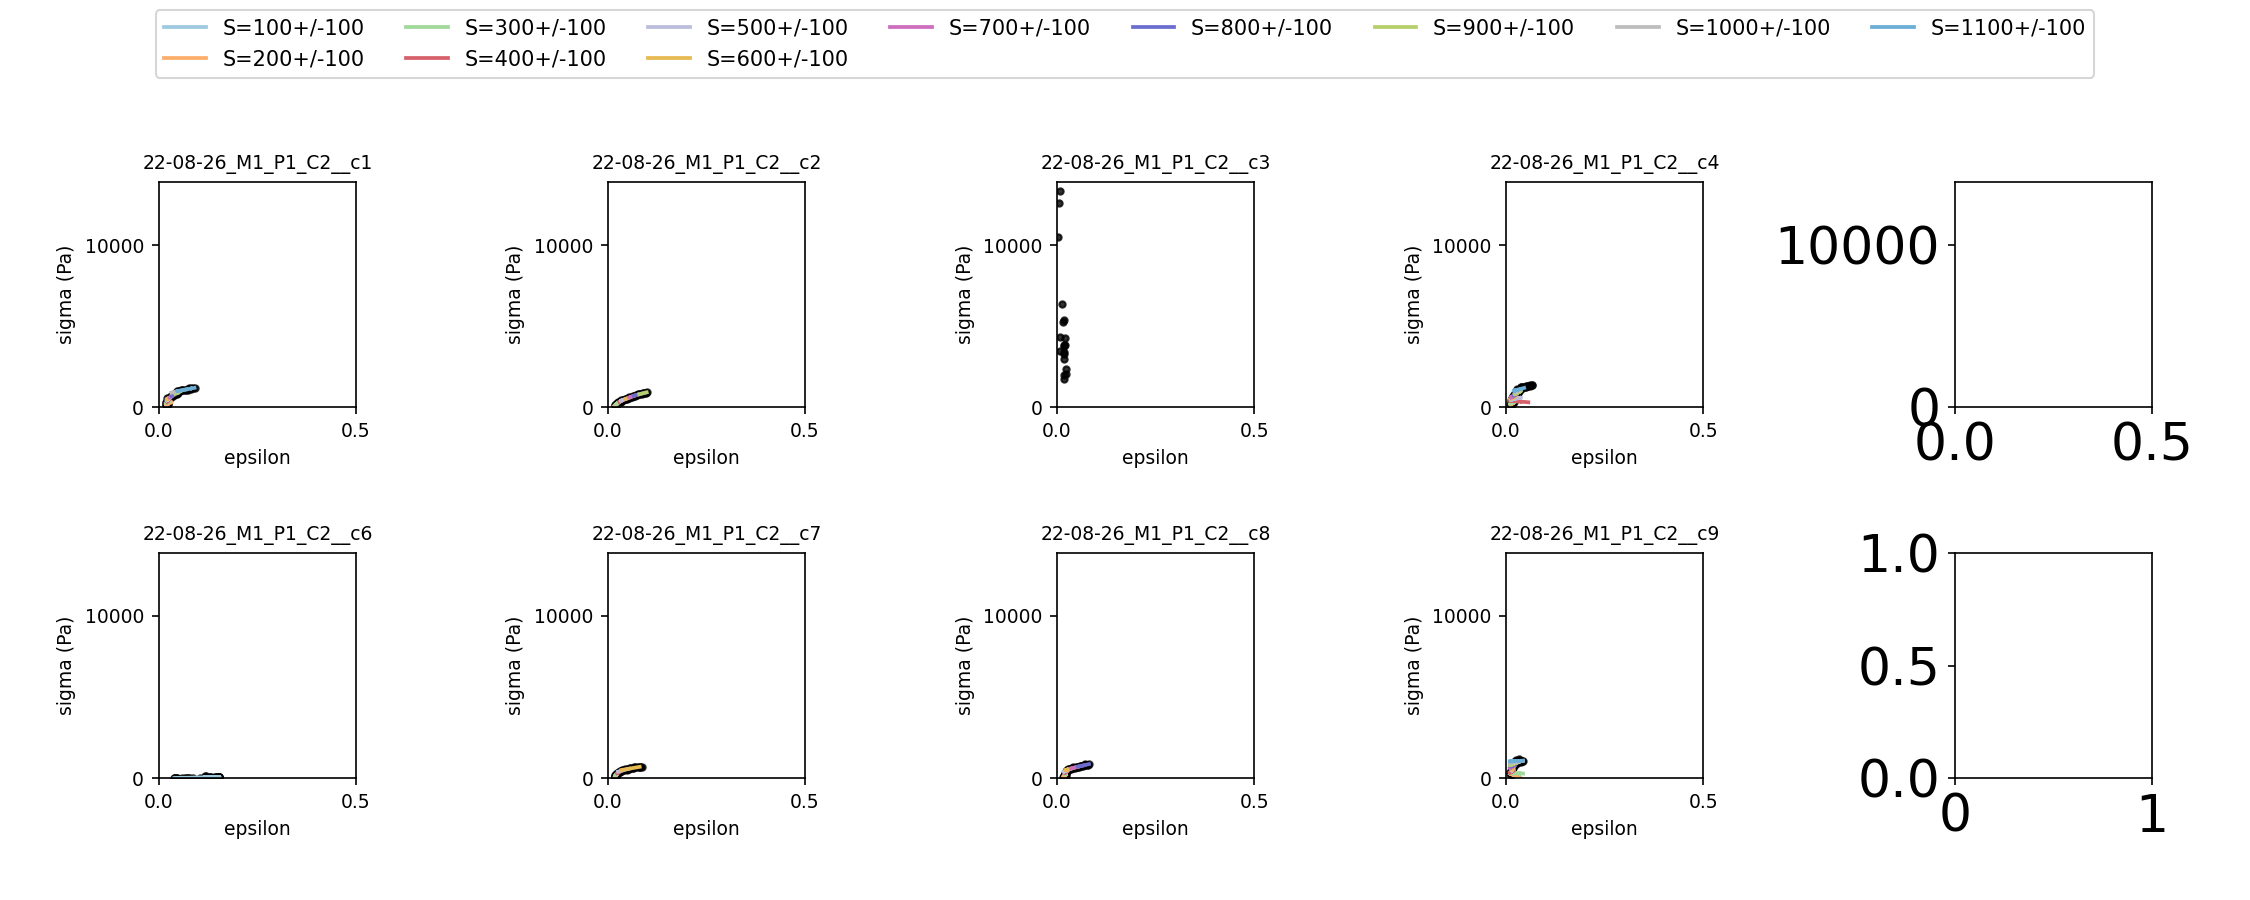 S=100+/-100 S=300+/-100 S=500+/-100 S=700+/-100 S=800+/-100 S=900+/-100 S=1000+/-100 S=1100+/-100
S=200+/-100 S=400+/-100 S=600+/-100
22-08-26_M1_P1_C2__c1 22-08-26_M1_P1_C2__c2 22-08-26_M1_P1_C2__c3 22-08-26_M1_P1_C2__c4
10000 10000 10000 10000 10000
sigma (Pa) sigma (Pa) sigma (Pa) sigma (Pa)
0 0 0 0 0
0.0 0.5 0.0 0.5 0.0 0.5 0.0 0.5 0.0 0.5
epsilon epsilon epsilon epsilon
22-08-26_M1_P1_C2__c6 22-08-26_M1_P1_C2__c7 22-08-26_M1_P1_C2__c8 22-08-26_M1_P1_C2__c9
1.0
10000 10000 10000 10000
sigma (Pa) sigma (Pa) sigma (Pa) sigma (Pa) 0.5
0 0 0 0 0.0
0.0 0.5 0.0 0.5 0.0 0.5 0.0 0.5 0 1
epsilon epsilon epsilon epsilon